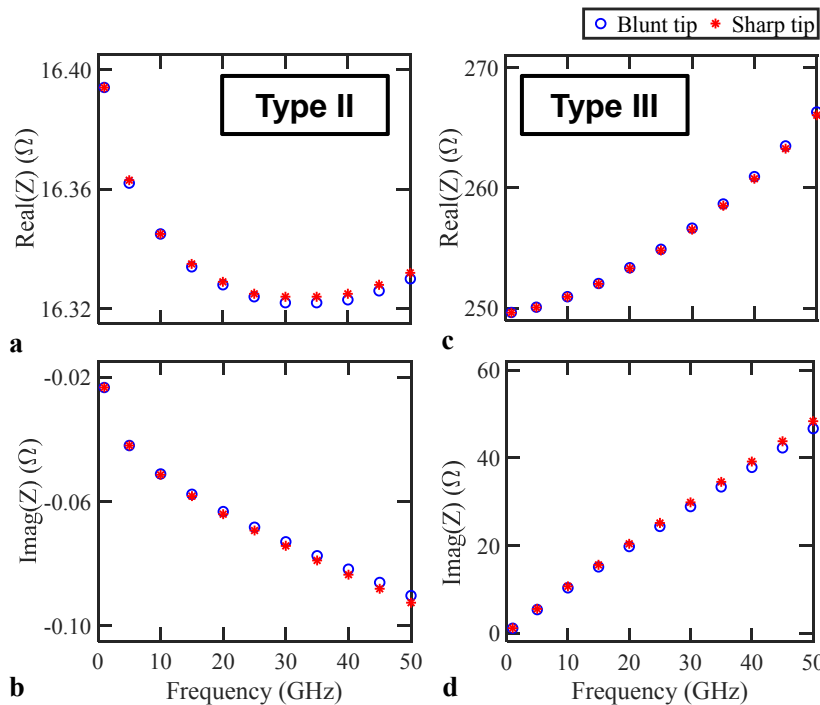 Blunt tip Sharp tip
Type II
Real(Z) (Ω)
16.40
16.36
16.32
a
Type III
Real(Z) (Ω)
270
260
250
c
Imag(Z) (Ω)
-0.02
-0.06
-0.10
0 10 20 30 40 50
Frequency (GHz)
b
Imag(Z) (Ω)
60
40
20
0
0 10 20 30 40 50
Frequency (GHz)
d